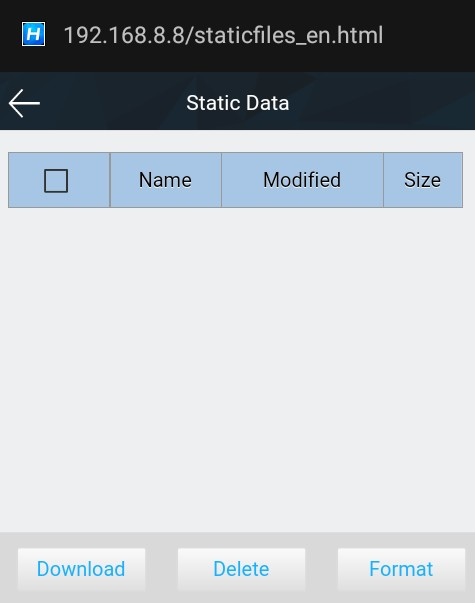 H 192.168.8.8/staticfiles_en.html
Static Data
Name Modified Size
Download Delete Format